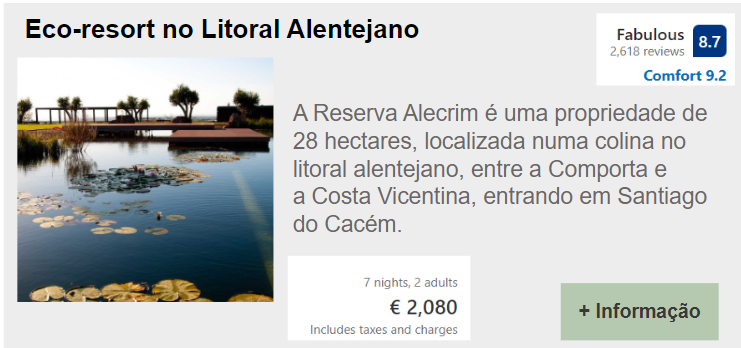 Eco-resort no Litoral Alentejano
Fabulous
2,618 reviews
8.7
Comfort 9.2
A Reserva Alecrim é uma propriedade de
28 hectares, localizada numa colina no
litoral alentejano, entre a Comporta e
a Costa Vicentina, entrando em Santiago
do Cacém.
7 nights, 2 adults
€ 2,080
Includes taxes and charges
+ Informação